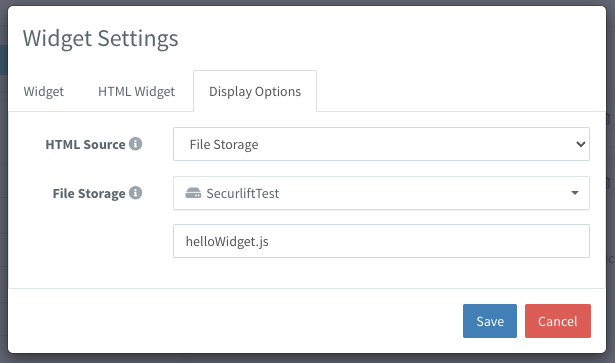 Widget Settings
Widget HTML Widget Display Options
HTML Source File Storage
File Storage SecurliftTest
helloWidget.js
Save Cancel